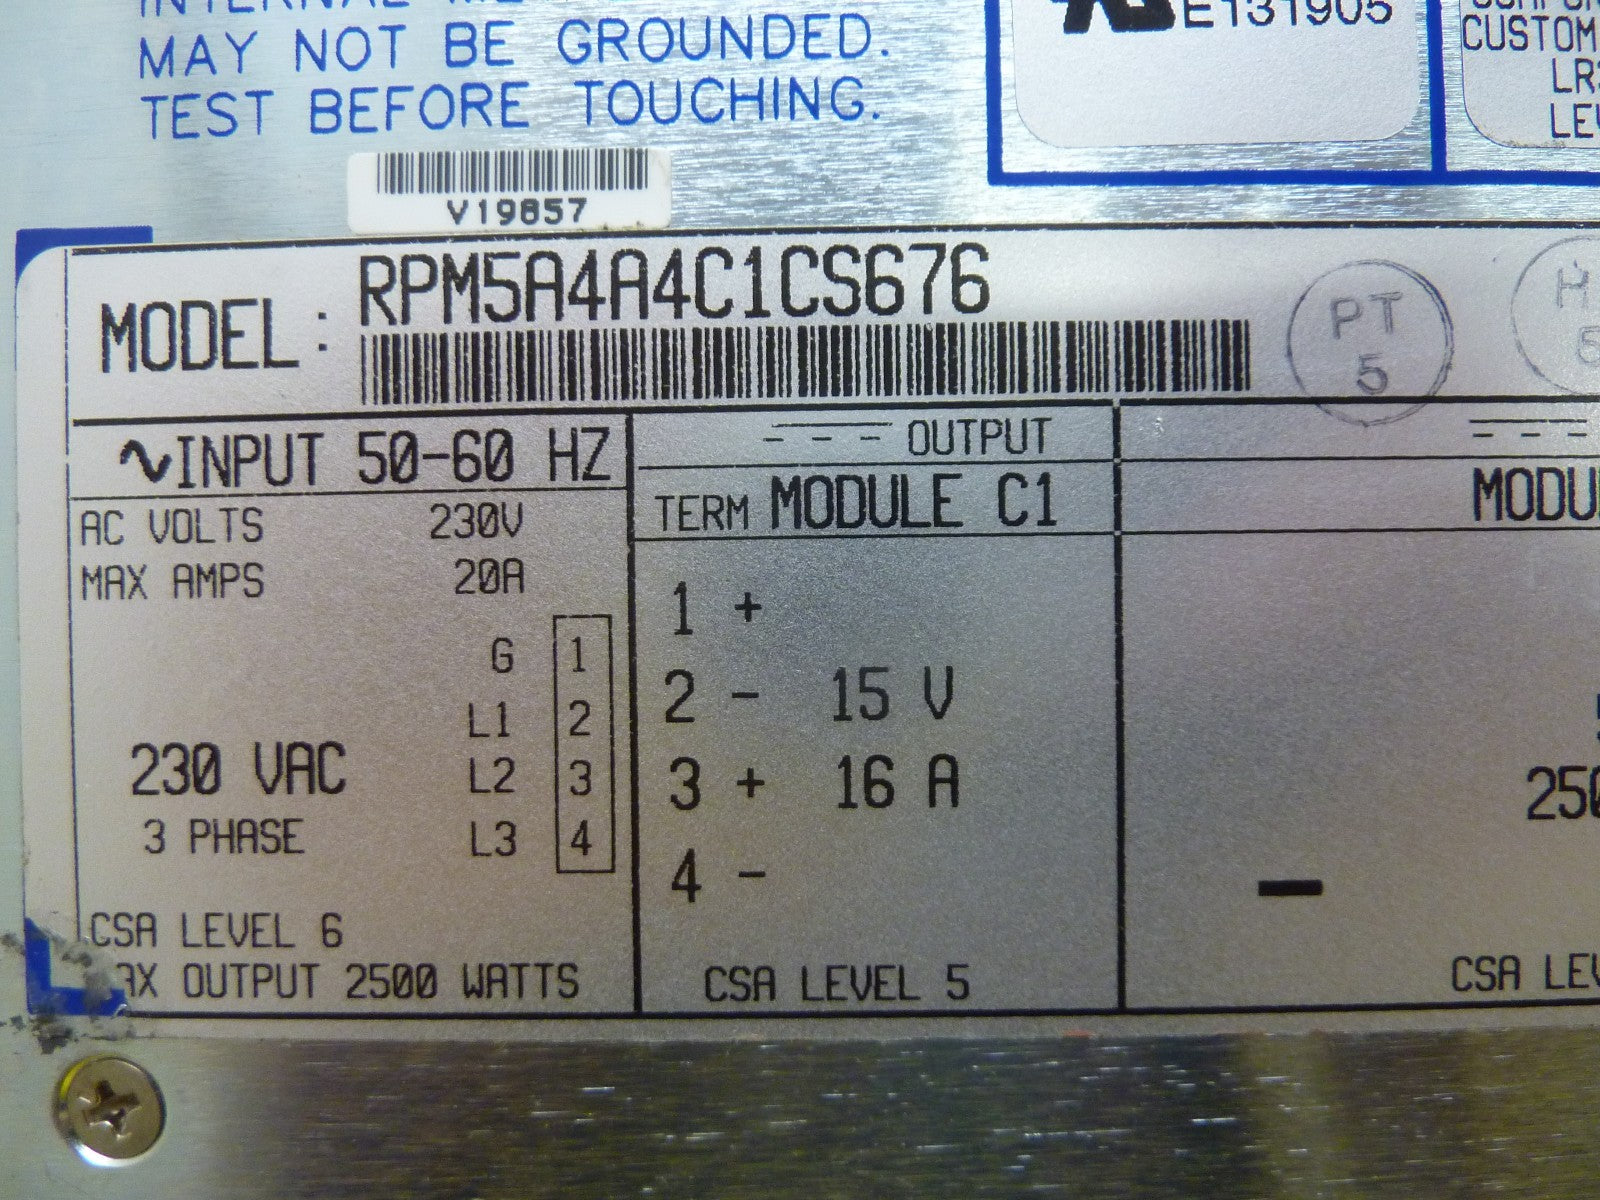 MAY NOT BE GROUNDED.
TEST BEFORE TOUCHING.
E131905
CUSTOM
V19857
MODEL: RPM5A4A4C1CS676
PT
5
∿INPUT 50-60 HZ
AC VOLTS 230V
MAX AMPS 20A
G 1
L1 2
230 VAC L2 3
3 PHASE L3 4
CSA LEVEL 6
OUTPUT 2500 WATTS
OUTPUT
TERM MODULE C1
1 +
2 - 15 V
3 + 16 A
4 -
CSA LEVEL 5
CSA